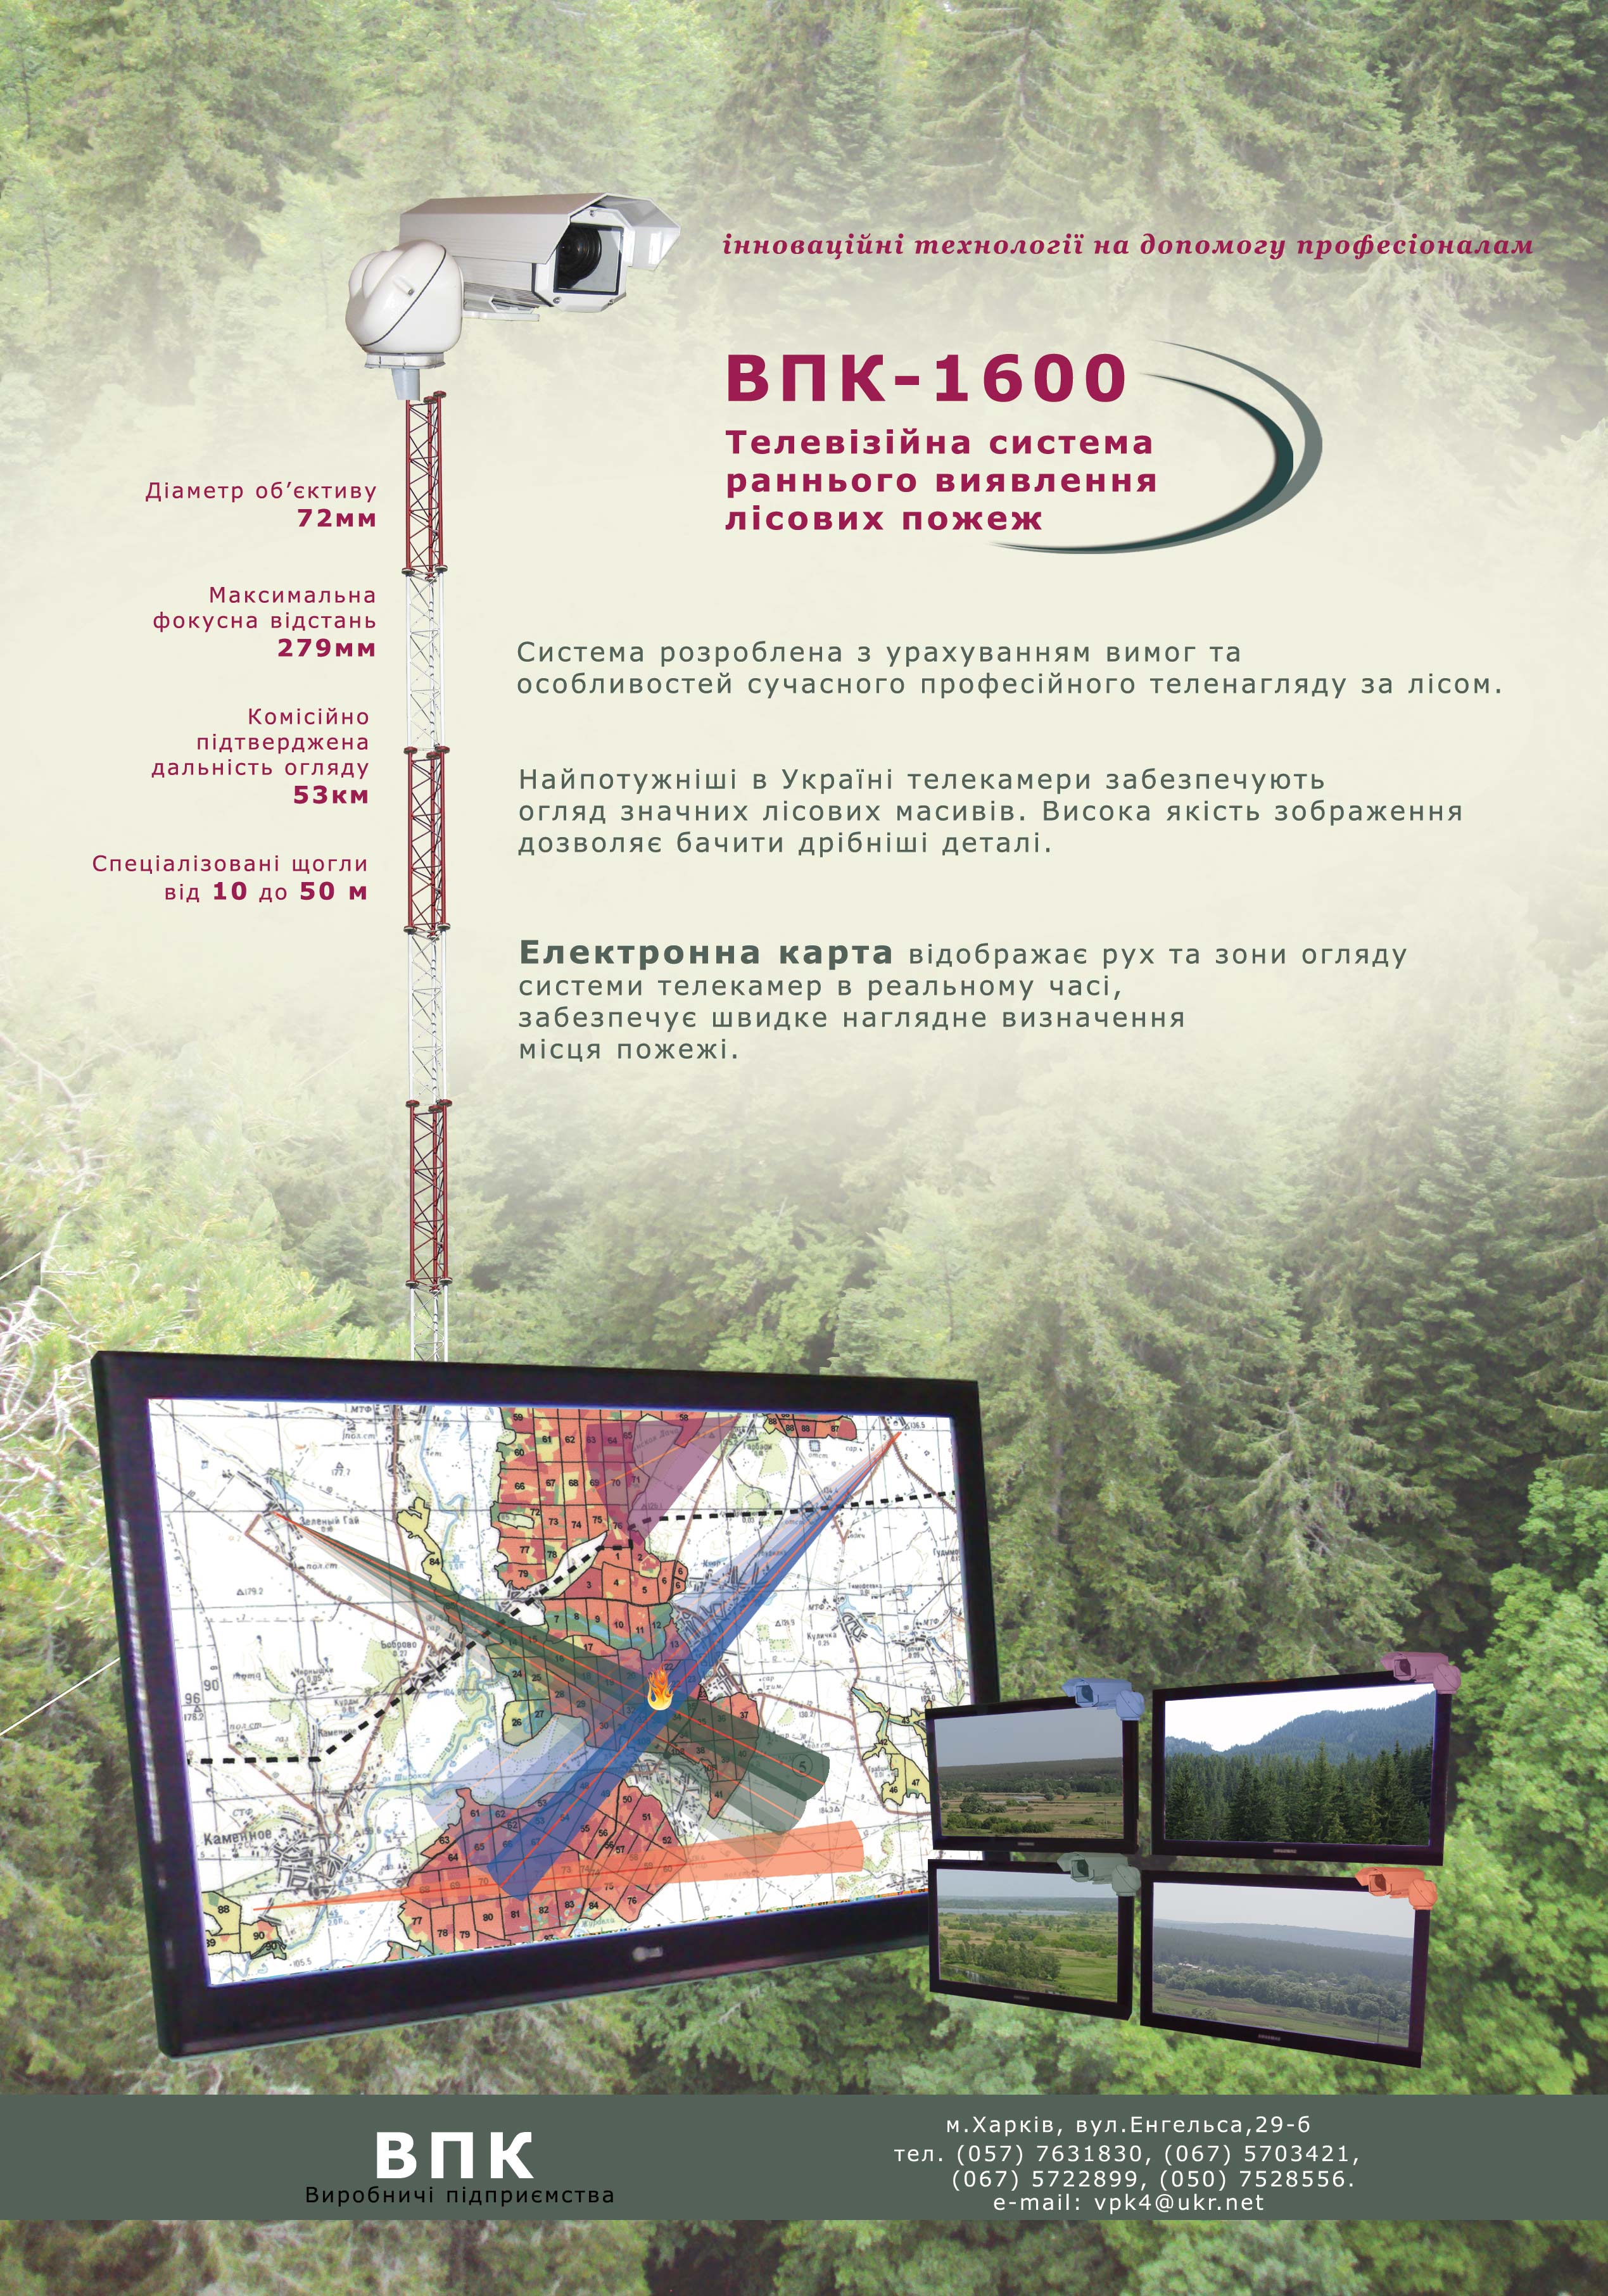 інноваційні технології на допомогу професіоналам
ВПК-1600
Телевізійна система
раннього виявлення
лісових пожеж
Діаметр об’єктиву
72мм
Максимальна
фокусна відстань
279мм
Комісійно
підтверджена
дальність огляду
53км
Спеціалізовані щогли
від 10 до 50 м
Система розроблена з урахуванням вимог та
особливостей сучасного професійного теленагляду за лісом.
Найпотужніші в Україні телекамери забезпечують
огляд значних лісових масивів. Висока якість зображення
дозволяє бачити дрібніші деталі.
Електронна карта відображає рух та зони огляду
системи телекамер в реальному часі,
забезпечує швидке наглядне визначення
місця пожежі.
Зеленый Гай
Боброво
Каменное
ВПК
Виробничі підприємства
м.Харків, вул.Енгельса,29-б
тел. (057) 7631830, (067) 5703421,
(067) 5722899, (050) 7528556.
e-mail: vpk4@ukr.net